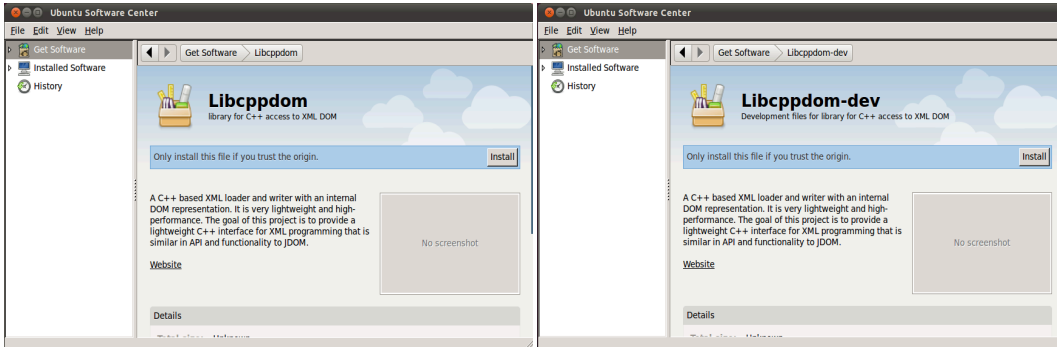 Ubuntu Software Center
File Edit View Help
Get Software
Installed Software
History
Get Software Libcppdom
Libcppdom
library for C++ access to XML DOM
Only install this file if you trust the origin.
Install
A C++ based XML loader and writer with an internal
DOM representation. It is very lightweight and high-
performance. The goal of this project is to provide a
lightweight C++ interface for XML programming that is
similar in API and functionality to JDOM.
No screenshot
Website
Details
Total size: Unknown
Ubuntu Software Center
File Edit View Help
Get Software
Installed Software
History
Get Software Libcppdom-dev
Libcppdom-dev
Development files for library for C++ access to XML DOM
Only install this file if you trust the origin.
Install
A C++ based XML loader and writer with an internal
DOM representation. It is very lightweight and high-
performance. The goal of this project is to provide a
lightweight C++ interface for XML programming that is
similar in API and functionality to JDOM.
No screenshot
Website
Details
Total size: Unknown